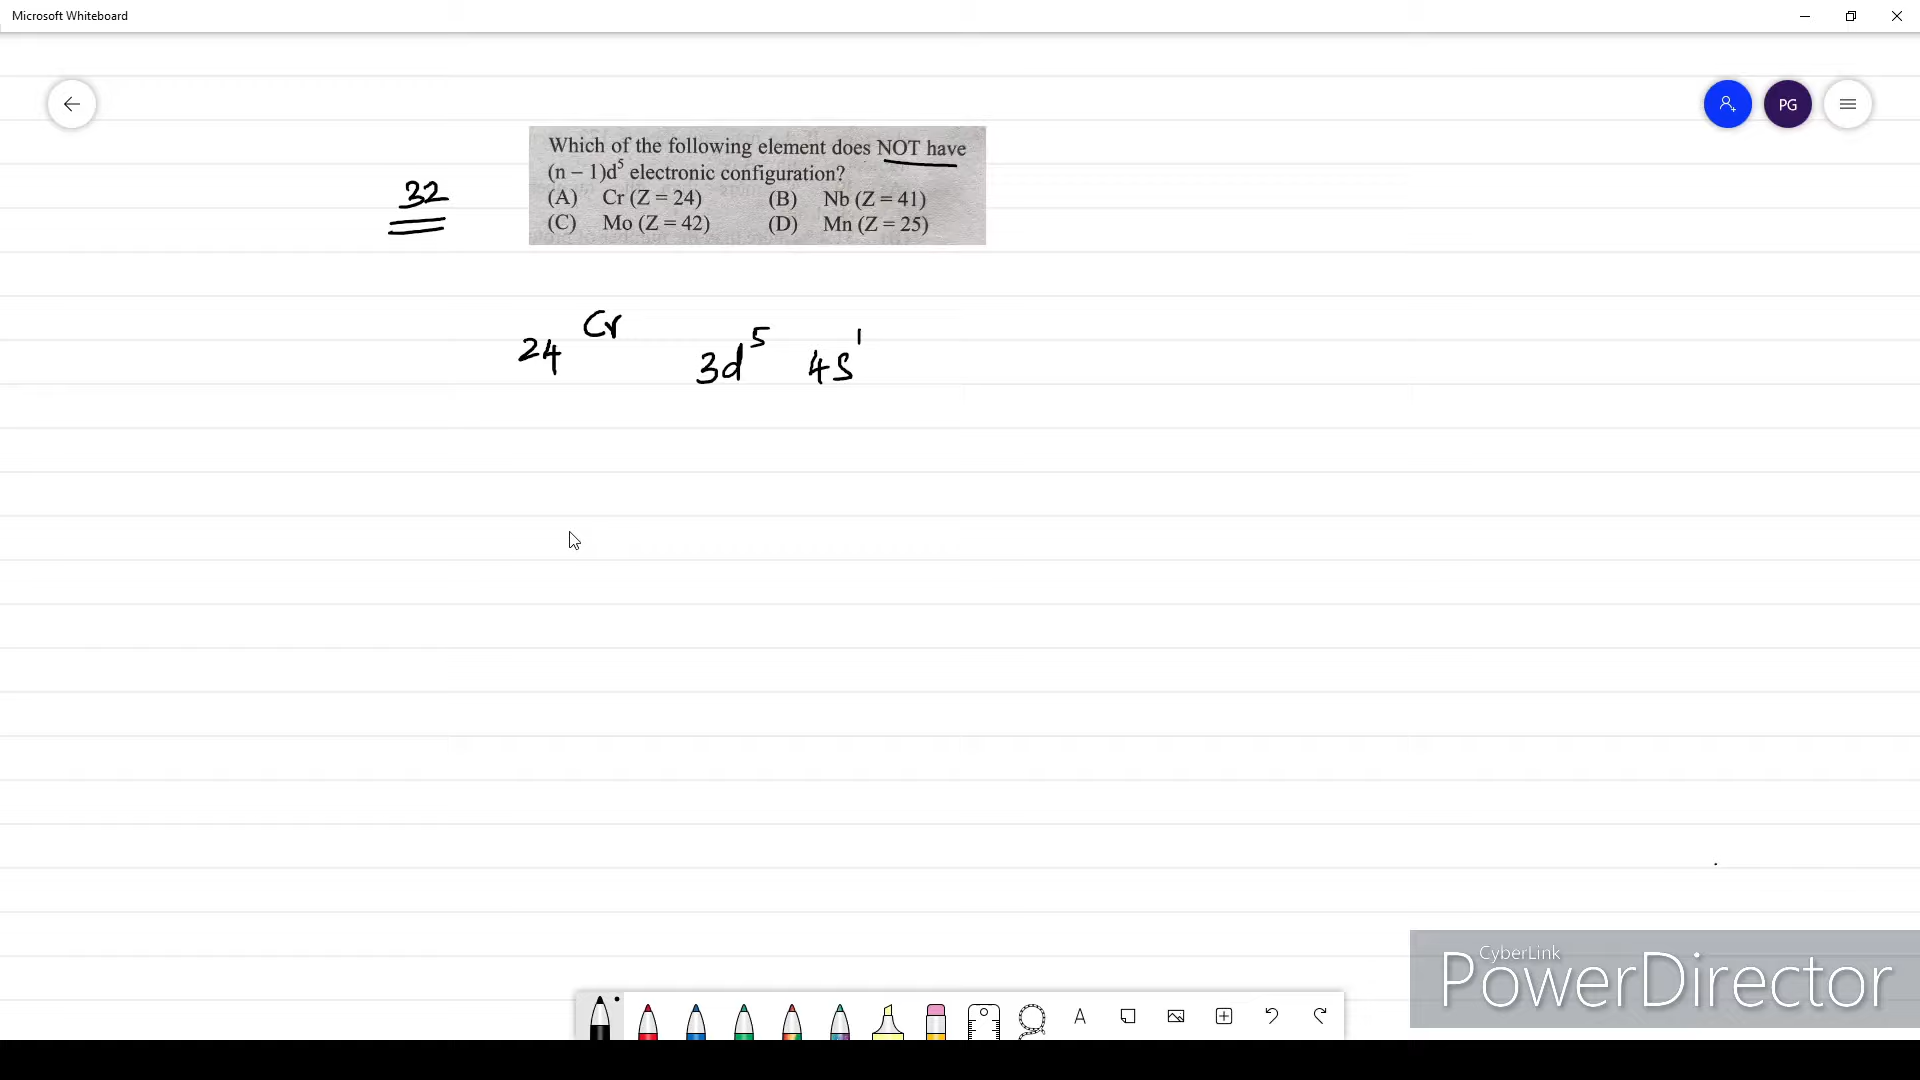 Microsoft Whiteboard
PG
Which of the following element does NOT have
(n – 1)d⁵ electronic configuration?
(A) Cr (Z = 24) (B) Nb (Z = 41)
(C) Mo (Z = 42) (D) Mn (Z = 25)
32
24 Cr 3d⁵ 4s¹
CyberLink
PowerDirector
A